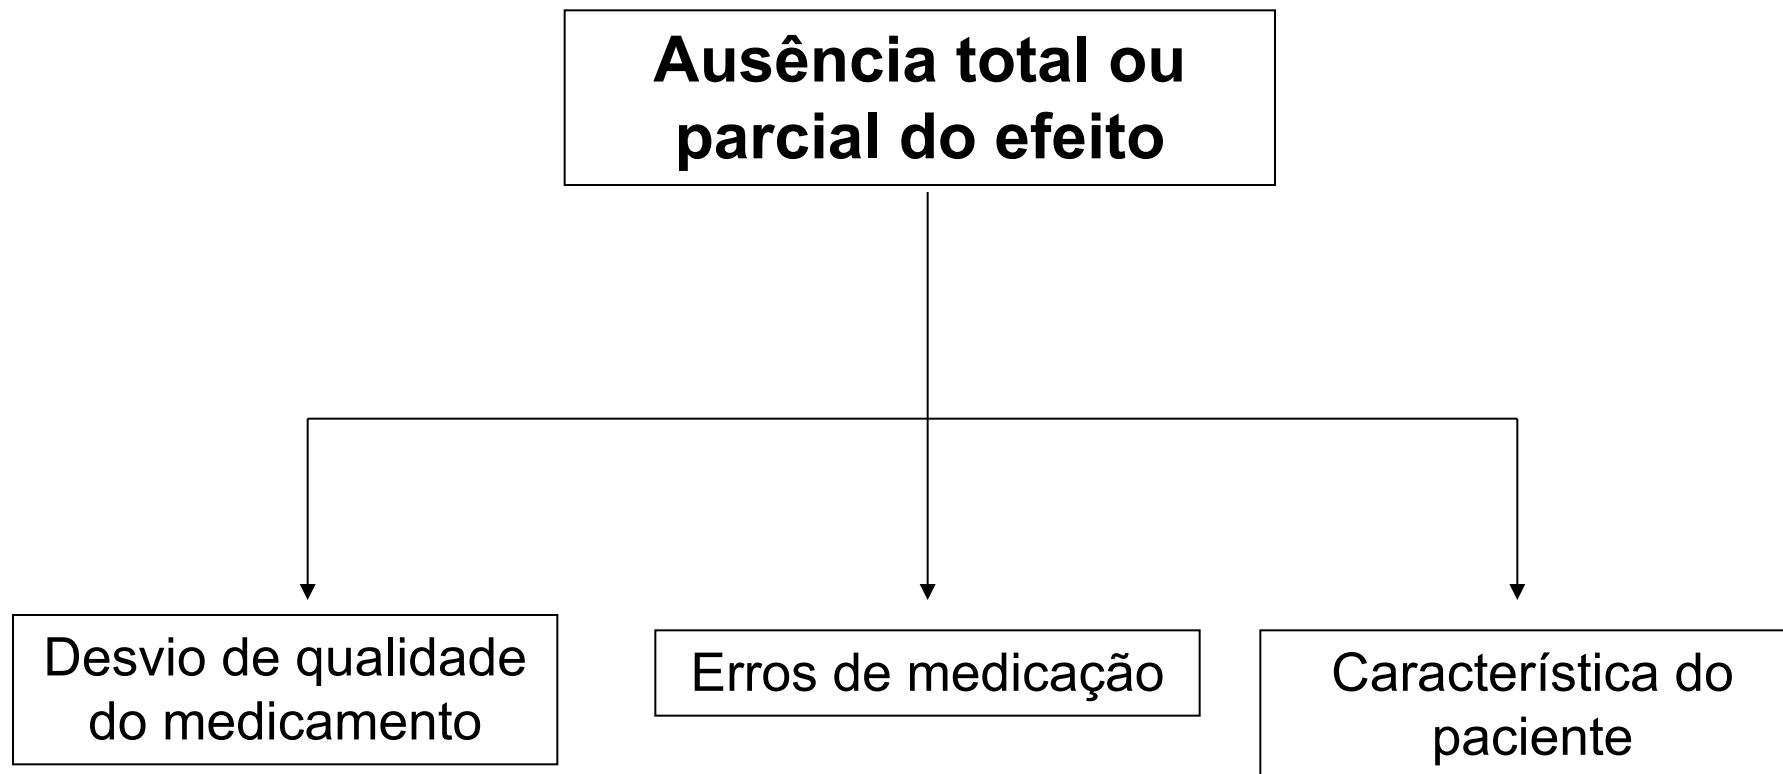 Ausência total ou
parcial do efeito
Desvio de qualidade
do medicamento
Erros de medicação
Característica do
paciente